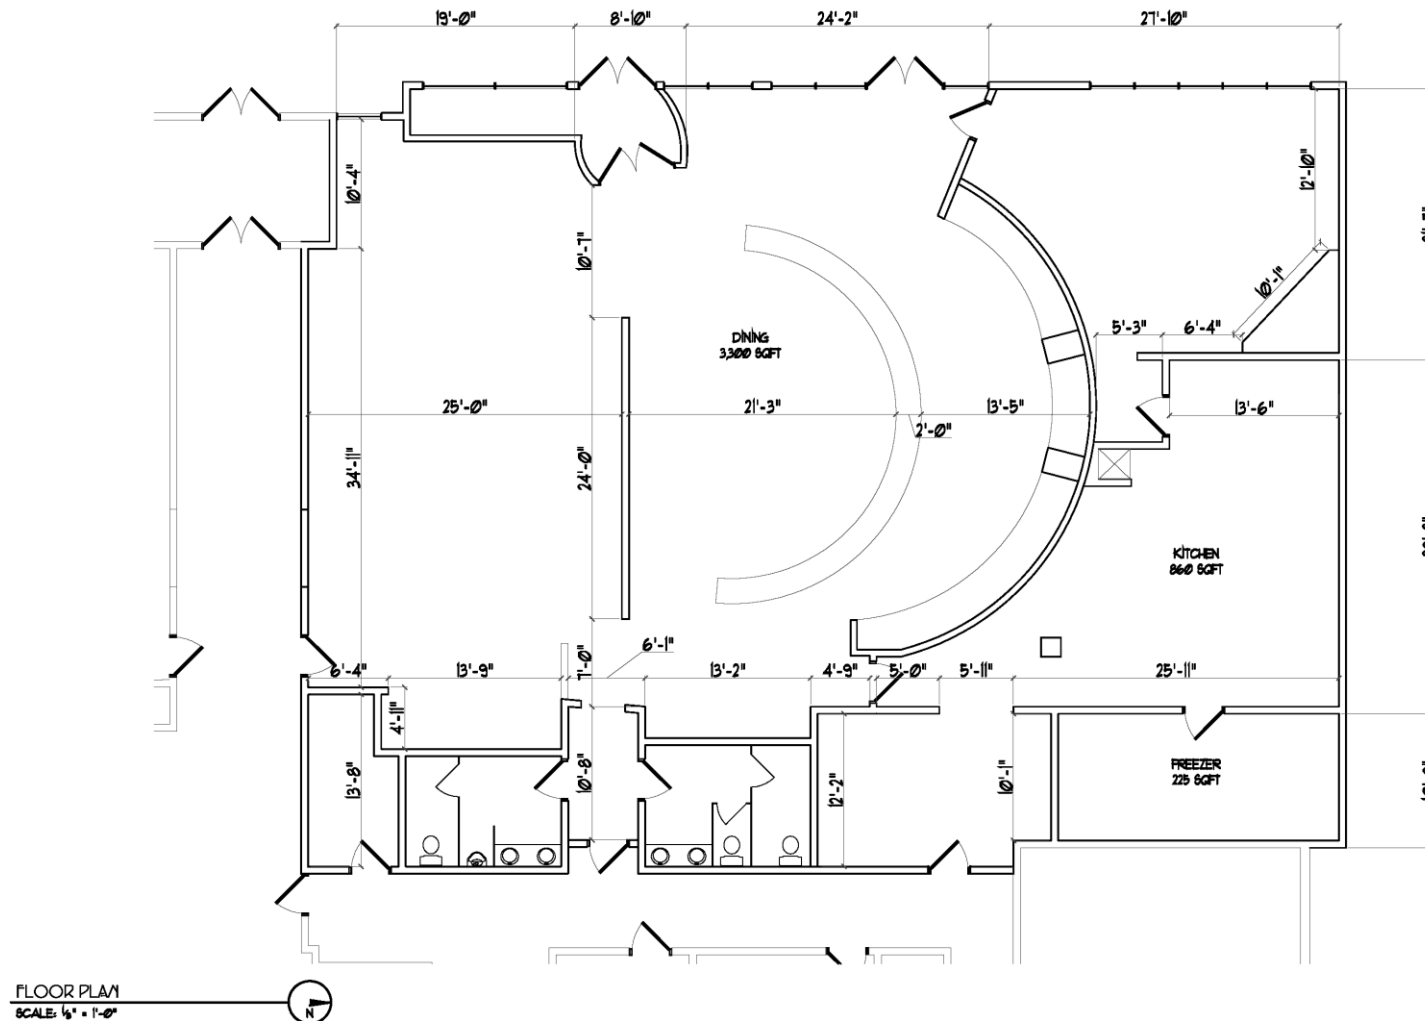 19'-0" 8'-10" 24'-2" 27'-10"
10'-4"
12'-10"
10'-7"
10'-1"
5'-3" 6'-4"
DINING
3,300 SQFT
25'-0" 21'-3" 13'-5" 13'-6"
2'-0"
34'-11"
24'-0"
KITCHEN
860 SQFT
6'-1"
6'-4" 13'-9" 13'-2" 4'-9" 5'-0" 5'-11" 25'-11"
4'-11"
13'-8" 10'-8" 12'-2" 10'-1"
FREEZER
225 SQFT
FLOOR PLAN
SCALE: ⅛" = 1'-0"
N